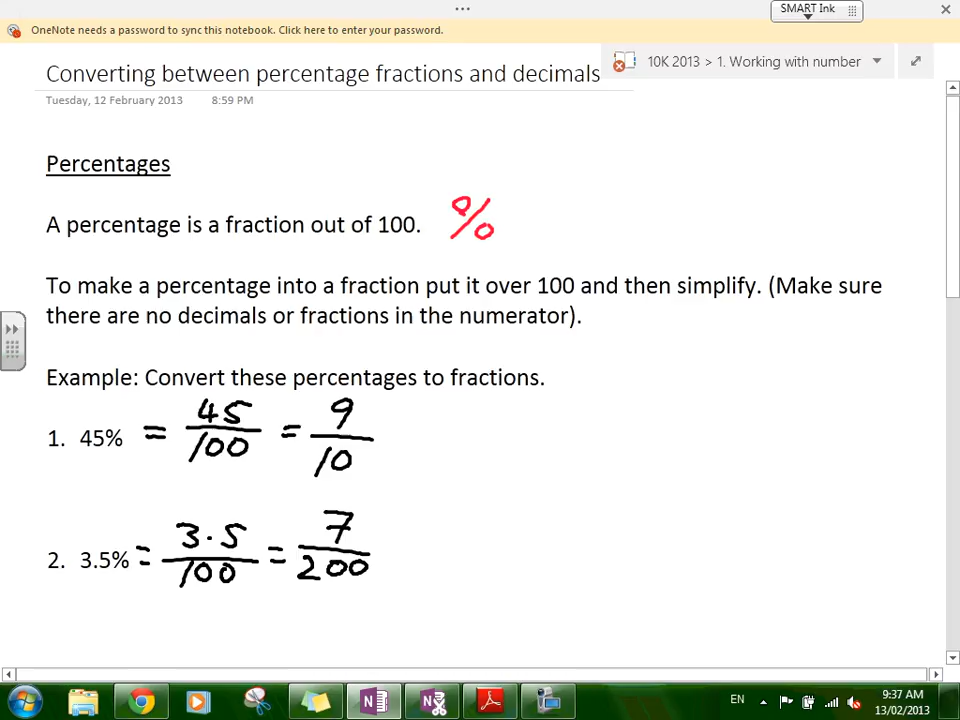 SMART Ink
OneNote needs a password to sync this notebook. Click here to enter your password.
Converting between percentage fractions and decimals
10K 2013 > 1. Working with number
Tuesday, 12 February 2013 8:59 PM
Percentages
A percentage is a fraction out of 100. %
To make a percentage into a fraction put it over 100 and then simplify. (Make sure
there are no decimals or fractions in the numerator).
Example: Convert these percentages to fractions.
1. 45% = 45/100 = 9/10
2. 3.5% = 3.5/100 = 7/200
EN
9:37 AM
13/02/2013